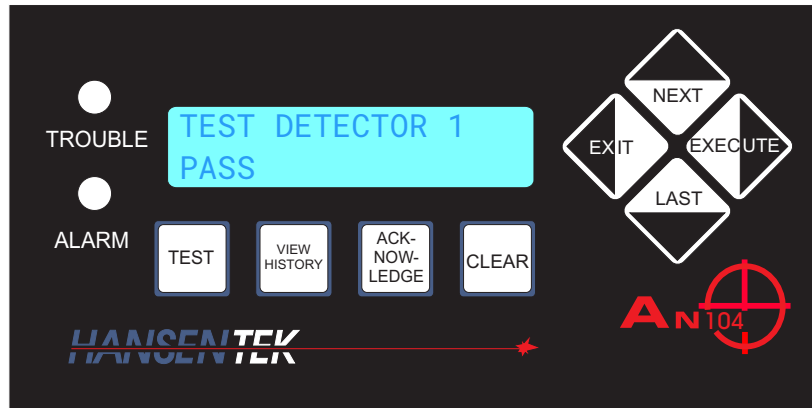 TROUBLE
ALARM
TEST DETECTOR 1
PASS
NEXT
EXIT
EXECUTE
LAST
TEST
VIEW
HISTORY
ACK-
NOW-
LEDGE
CLEAR
HANSENTEK
AN104